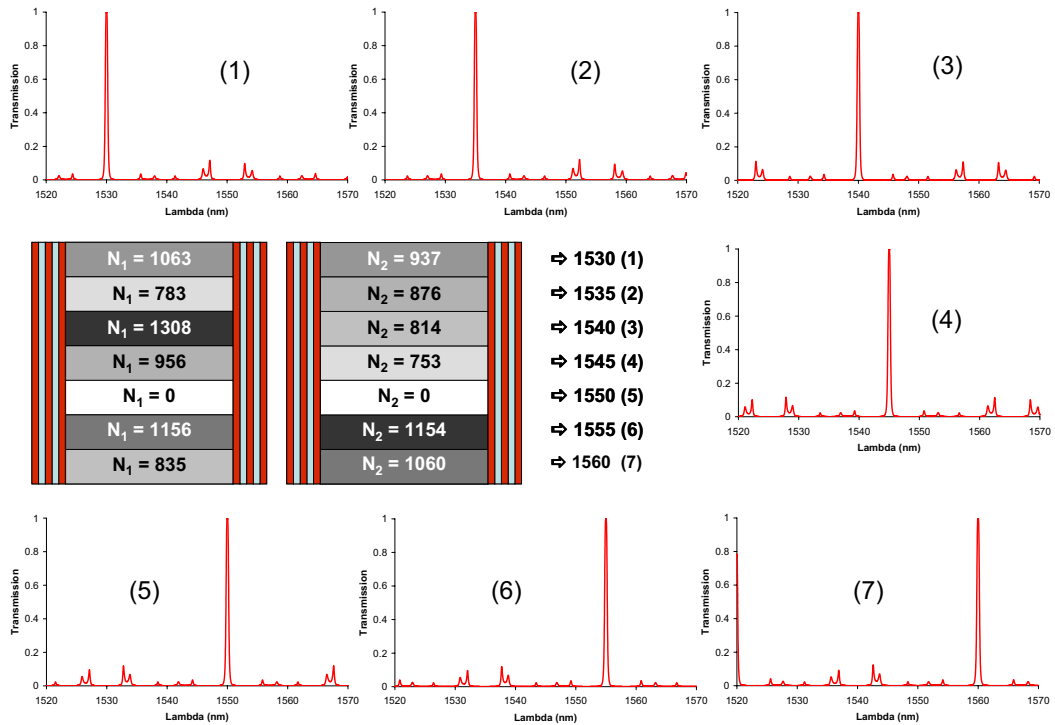 Transmission
1
0.8
0.6
0.4
0.2
0
(1)
1520 1530 1540 1550 1560 1570
Lambda (nm)
Transmission
1
0.8
0.6
0.4
0.2
0
(2)
1520 1530 1540 1550 1560 1570
Lambda (nm)
Transmission
1
0.8
0.6
0.4
0.2
0
(3)
1520 1530 1540 1550 1560 1570
Lambda (nm)
N₁ = 1063
N₁ = 783
N₁ = 1308
N₁ = 956
N₁ = 0
N₁ = 1156
N₁ = 835
N₂ = 937
N₂ = 876
N₂ = 814
N₂ = 753
N₂ = 0
N₂ = 1154
N₂ = 1060
⇨ 1530 (1)
⇨ 1535 (2)
⇨ 1540 (3)
⇨ 1545 (4)
⇨ 1550 (5)
⇨ 1555 (6)
⇨ 1560 (7)
Transmission
1
0.8
0.6
0.4
0.2
0
(4)
1520 1530 1540 1550 1560 1570
Lambda (nm)
Transmission
1
0.8
0.6
0.4
0.2
0
(5)
1520 1530 1540 1550 1560 1570
Lambda (nm)
Transmission
1
0.8
0.6
0.4
0.2
0
(6)
1520 1530 1540 1550 1560 1570
Lambda (nm)
Transmission
1
0.8
0.6
0.4
0.2
0
(7)
1520 1530 1540 1550 1560 1570
Lambda (nm)